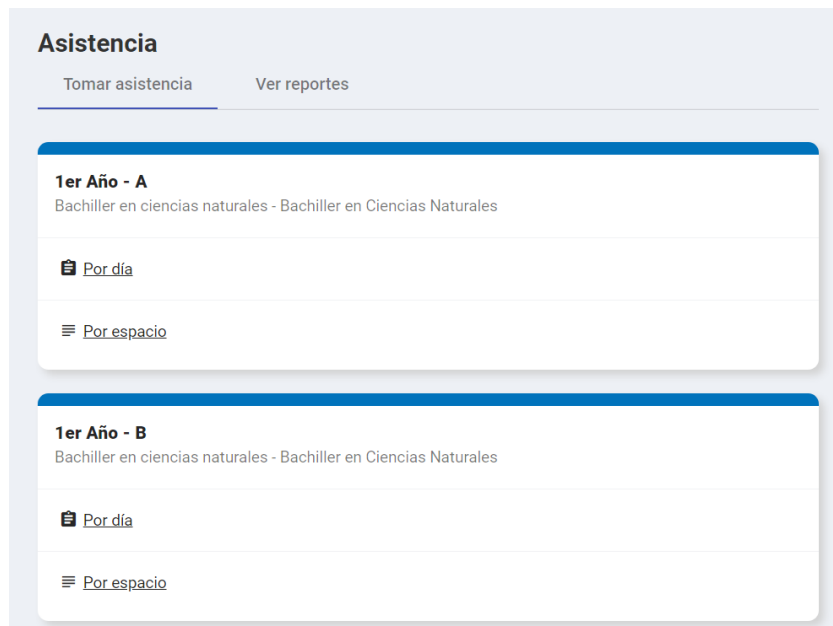 Asistencia
Tomar asistencia Ver reportes
1er Año - A
Bachiller en ciencias naturales - Bachiller en Ciencias Naturales
Por día
Por espacio
1er Año - B
Bachiller en ciencias naturales - Bachiller en Ciencias Naturales
Por día
Por espacio